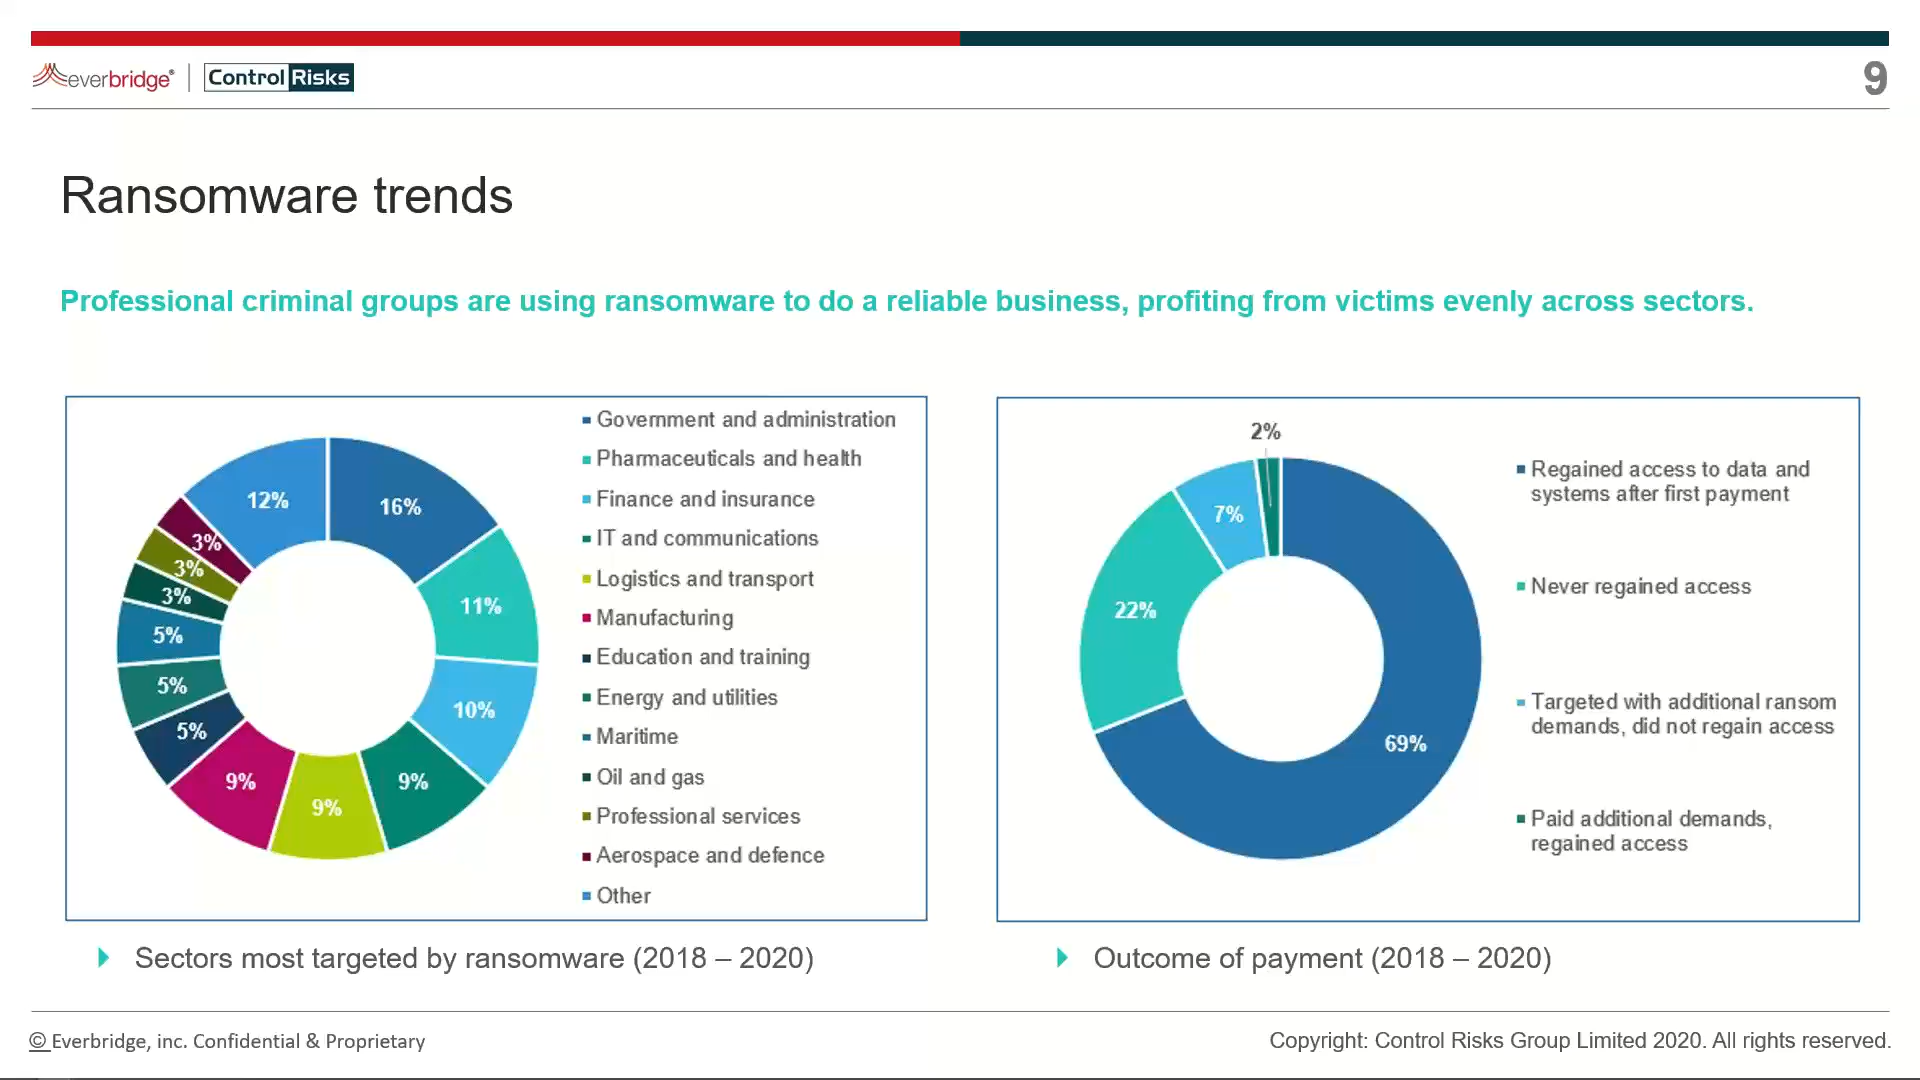 everbridge®
Control Risks
9
Ransomware trends
Professional criminal groups are using ransomware to do a reliable business, profiting from victims evenly across sectors.
12%
16%
3%
3%
3%
5%
5%
5%
9%
9%
9%
10%
11%
Government and administration
Pharmaceuticals and health
Finance and insurance
IT and communications
Logistics and transport
Manufacturing
Education and training
Energy and utilities
Maritime
Oil and gas
Professional services
Aerospace and defence
Other
Sectors most targeted by ransomware (2018 – 2020)
2%
7%
22%
69%
Regained access to data and
systems after first payment
Never regained access
Targeted with additional ransom
demands, did not regain access
Paid additional demands,
regained access
Outcome of payment (2018 – 2020)
© Everbridge, inc. Confidential & Proprietary
Copyright: Control Risks Group Limited 2020. All rights reserved.